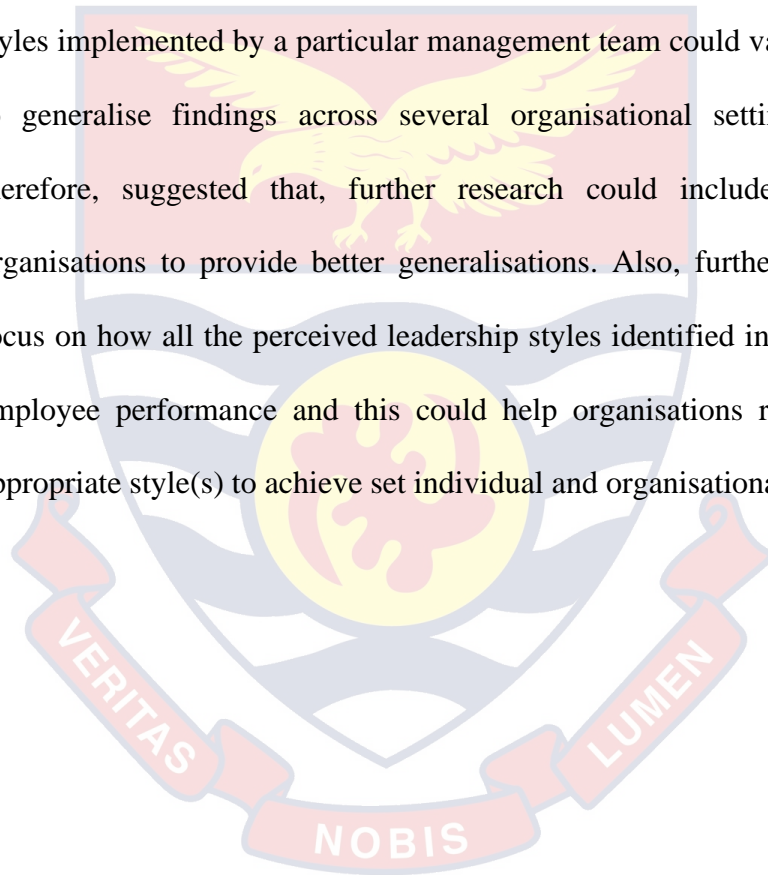 yles implemented by a particular management team could va
generalise findings across several organisational setti
erefore, suggested that, further research could include
rganisations to provide better generalisations. Also, furthe
ocus on how all the perceived leadership styles identified in
mployee performance and this could help organisations r
ppropriate style(s) to achieve set individual and organisationa
VERITAS
NOBIS
LUMEN